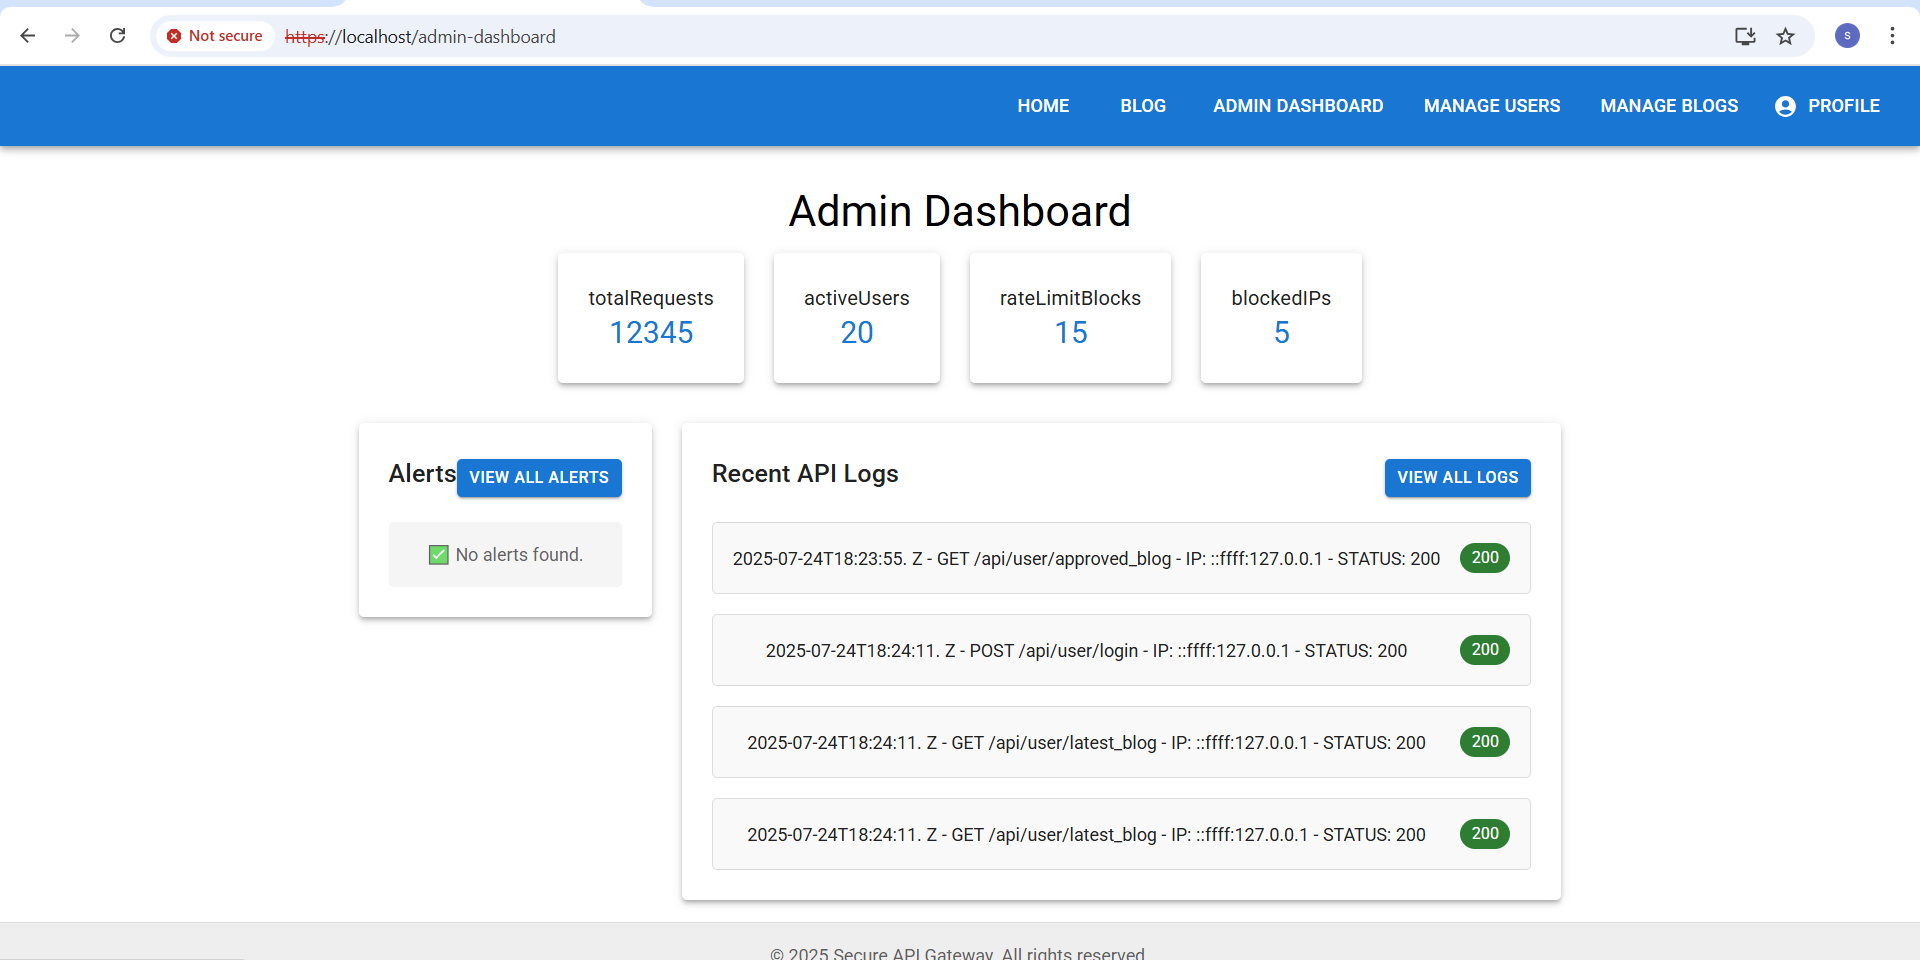 Not secure https://localhost/admin-dashboard S
HOME BLOG ADMIN DASHBOARD MANAGE USERS MANAGE BLOGS PROFILE
Admin Dashboard
totalRequests activeUsers rateLimitBlocks blockedIPs
12345 20 15 5
Alerts VIEW ALL ALERTS
✅ No alerts found.
Recent API Logs VIEW ALL LOGS
2025-07-24T18:23:55. Z - GET /api/user/approved_blog - IP: ::ffff:127.0.0.1 - STATUS: 200 200
2025-07-24T18:24:11. Z - POST /api/user/login - IP: ::ffff:127.0.0.1 - STATUS: 200 200
2025-07-24T18:24:11. Z - GET /api/user/latest_blog - IP: ::ffff:127.0.0.1 - STATUS: 200 200
2025-07-24T18:24:11. Z - GET /api/user/latest_blog - IP: ::ffff:127.0.0.1 - STATUS: 200 200
© 2025 Secure API Gateway. All rights reserved.